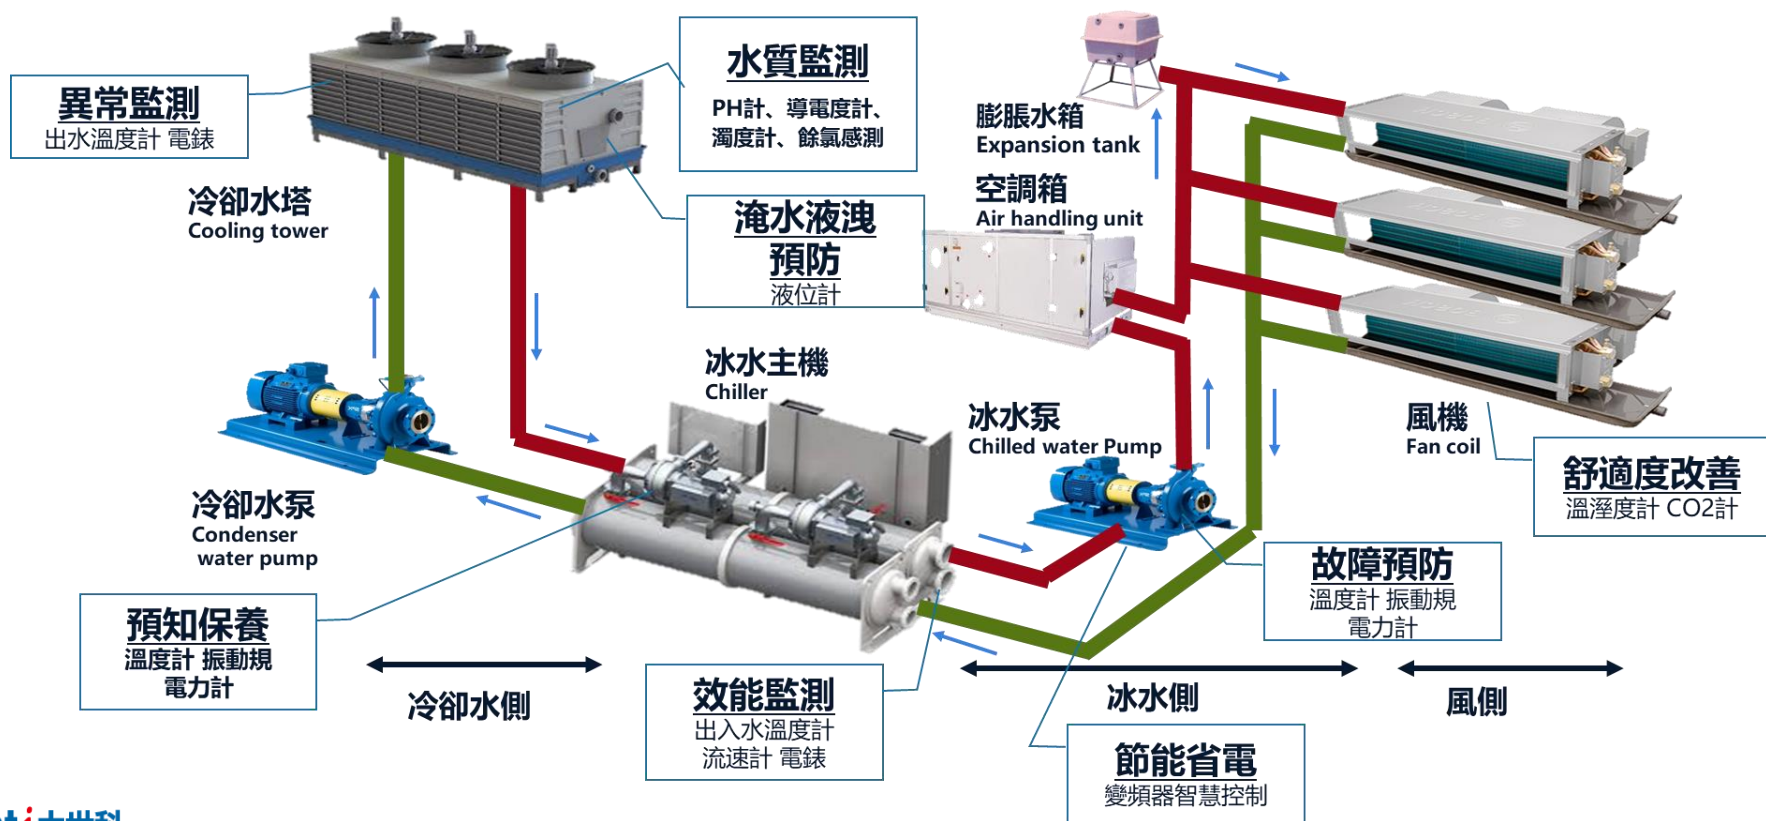 異常監測
出水溫度計 電錶
水質監測
PH計、導電度計、
濁度計、餘氯感測
膨脹水箱
Expansion tank
空調箱
Air handling unit
冷卻水塔
Cooling tower
淹水液洩
預防
液位計
冰水主機
Chiller
冰水泵
Chilled water Pump
風機
Fan coil
舒適度改善
溫溼度計 CO2計
冷卻水泵
Condenser
water pump
故障預防
溫度計 振動規
電力計
預知保養
溫度計 振動規
電力計
冷卻水側
效能監測
出入水溫度計
流速計 電錶
冰水側
風側
節能省電
變頻器智慧控制